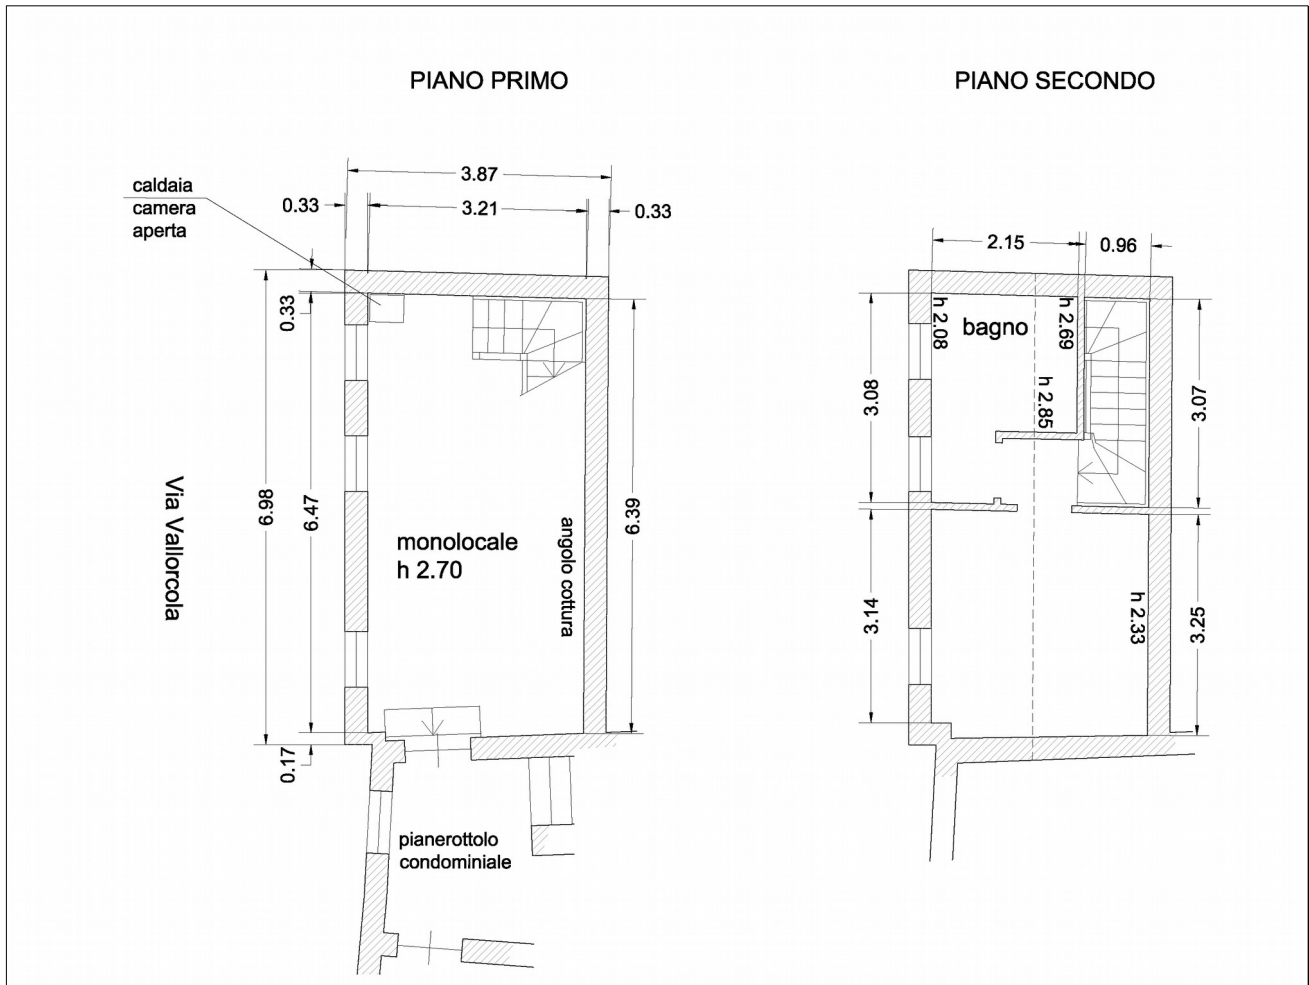 PIANO PRIMO
PIANO SECONDO
caldaia
camera
aperta
3.87
0.33
3.21
0.33
0.33
6.98
6.47
6.39
0.17
Via Vallorcola
monolocale
h 2.70
angolo cottura
pianerottolo
condominiale
2.15
0.96
h 2.08
bagno
h 2.69
h 2.85
3.08
3.07
3.14
h 2.33
3.25